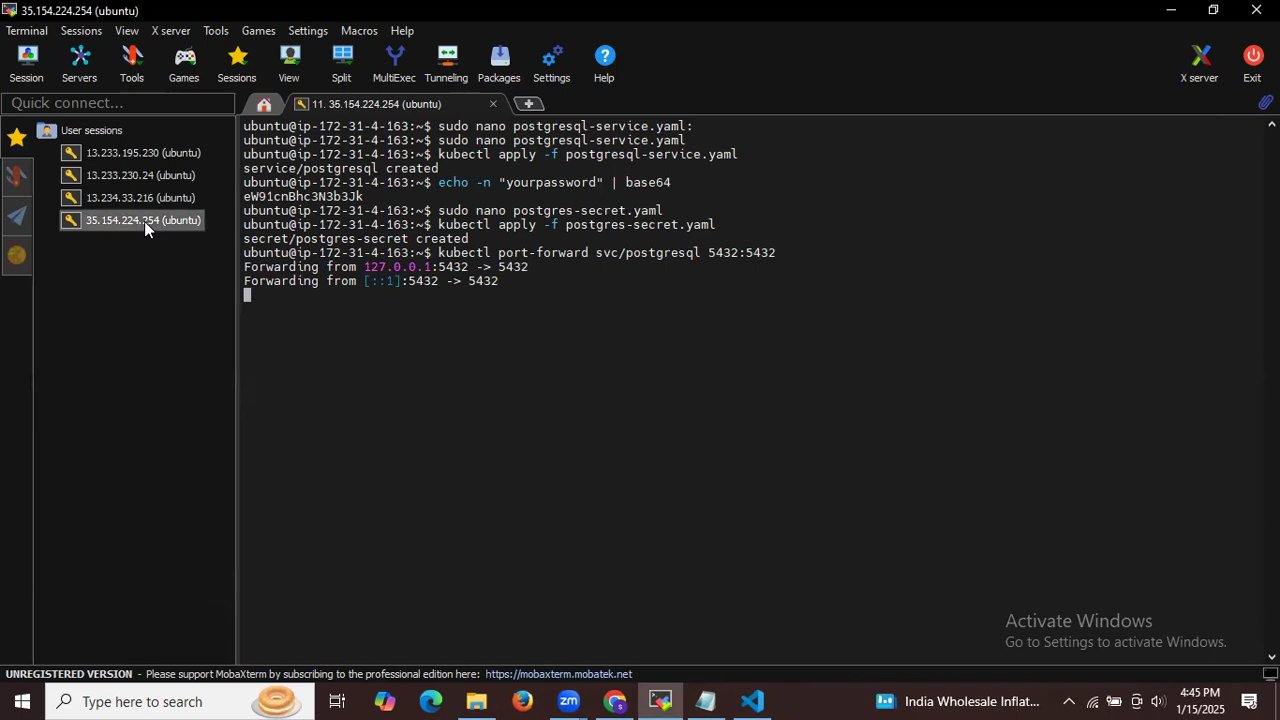 35.154.224.254 (ubuntu)
Terminal Sessions View X server Tools Games Settings Macros Help
Session Servers Tools Games Sessions View Split MultiExec Tunneling Packages Settings Help X server Exit
Quick connect...
11. 35.154.224.254 (ubuntu)
User sessions
13.233.195.230 (ubuntu)
13.233.230.24 (ubuntu)
13.234.33.216 (ubuntu)
35.154.224.254 (ubuntu)
ubuntu@ip-172-31-4-163:~$ sudo nano postgresql-service.yaml:
ubuntu@ip-172-31-4-163:~$ sudo nano postgresql-service.yaml
ubuntu@ip-172-31-4-163:~$ kubectl apply -f postgresql-service.yaml
service/postgresql created
ubuntu@ip-172-31-4-163:~$ echo -n "yourpassword" | base64
eW91cnBhc3N3b3Jk
ubuntu@ip-172-31-4-163:~$ sudo nano postgres-secret.yaml
ubuntu@ip-172-31-4-163:~$ kubectl apply -f postgres-secret.yaml
secret/postgres-secret created
ubuntu@ip-172-31-4-163:~$ kubectl port-forward svc/postgresql 5432:5432
Forwarding from 127.0.0.1:5432 -> 5432
Forwarding from [::1]:5432 -> 5432
Activate Windows
Go to Settings to activate Windows.
UNREGISTERED VERSION - Please support MobaXterm by subscribing to the professional edition here: https://mobaxterm.mobatek.net
Type here to search
zm
India Wholesale Inflat...
4:45 PM
1/15/2025